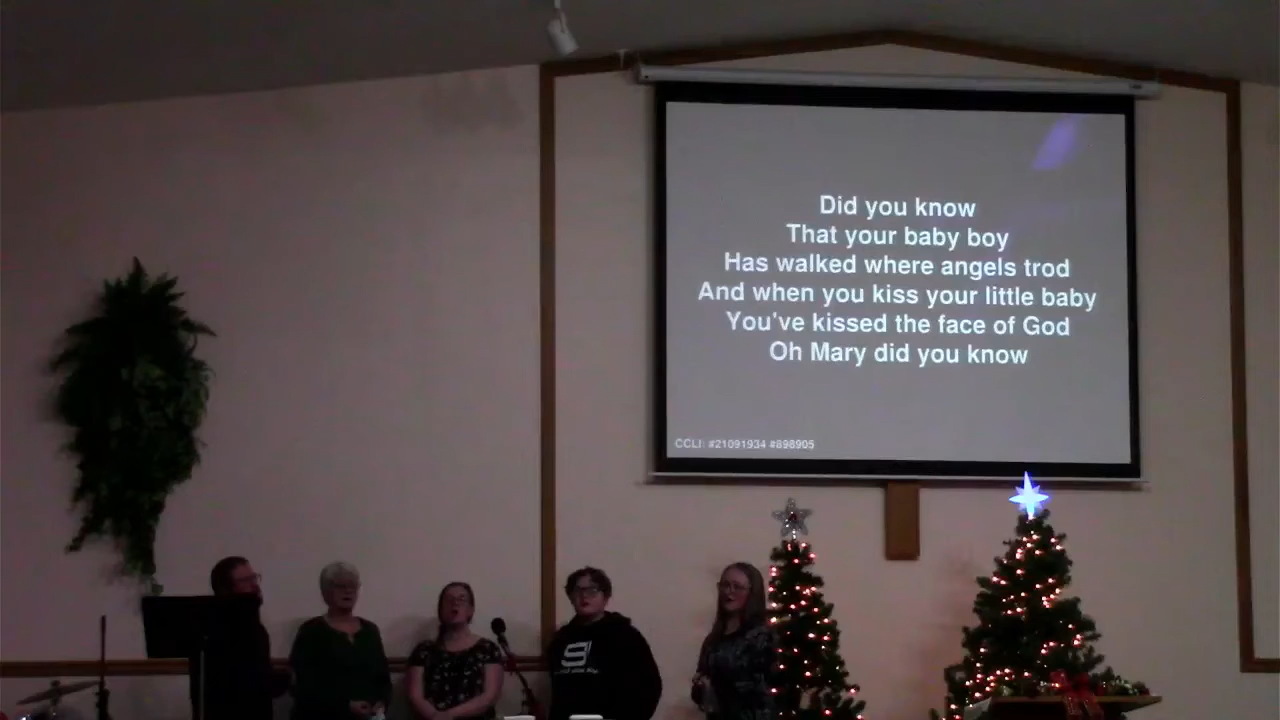 Did you know
That your baby boy
Has walked where angels trod
And when you kiss your little baby
You've kissed the face of God
Oh Mary did you know
CCLI: #21091934 #898905